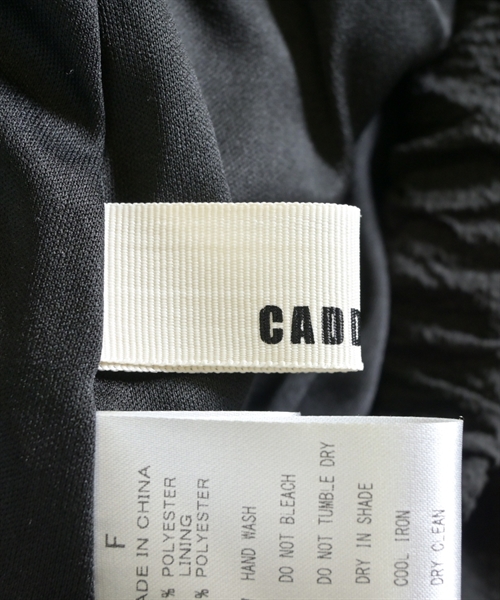 CADD
F
ADE IN CHINA
% POLYESTER
LINING
% POLYESTER
HAND WASH
DO NOT BLEACH
DO NOT TUMBLE DRY
DRY IN SHADE
COOL IRON
DRY CLEAN